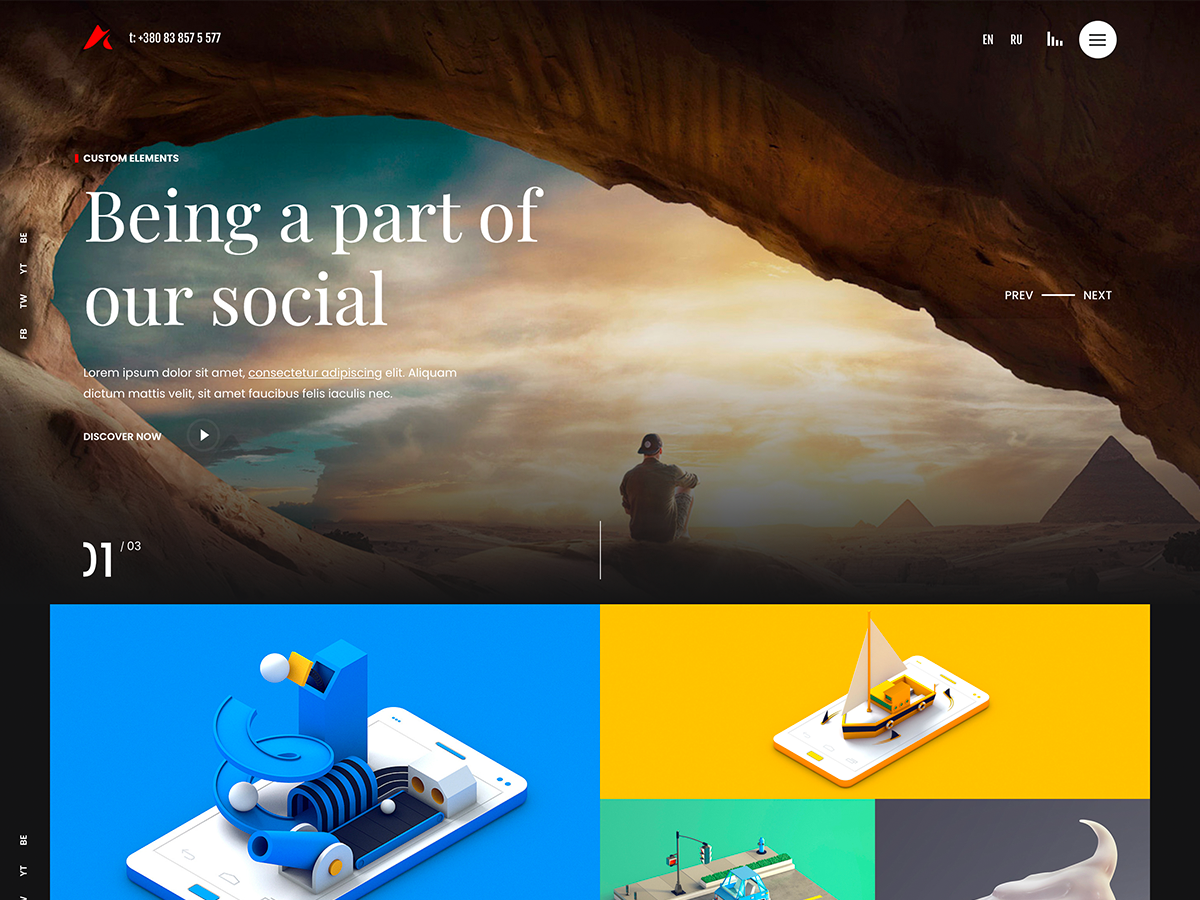 t: +380 83 857 5 577
EN RU
CUSTOM ELEMENTS
Being a part of
our social
Lorem ipsum dolor sit amet, consectetur adipiscing elit. Aliquam
dictum mattis velit, sit amet faucibus felis iaculis nec.
DISCOVER NOW
PREV NEXT
FB TW YT BE
01 / 03
YT BE